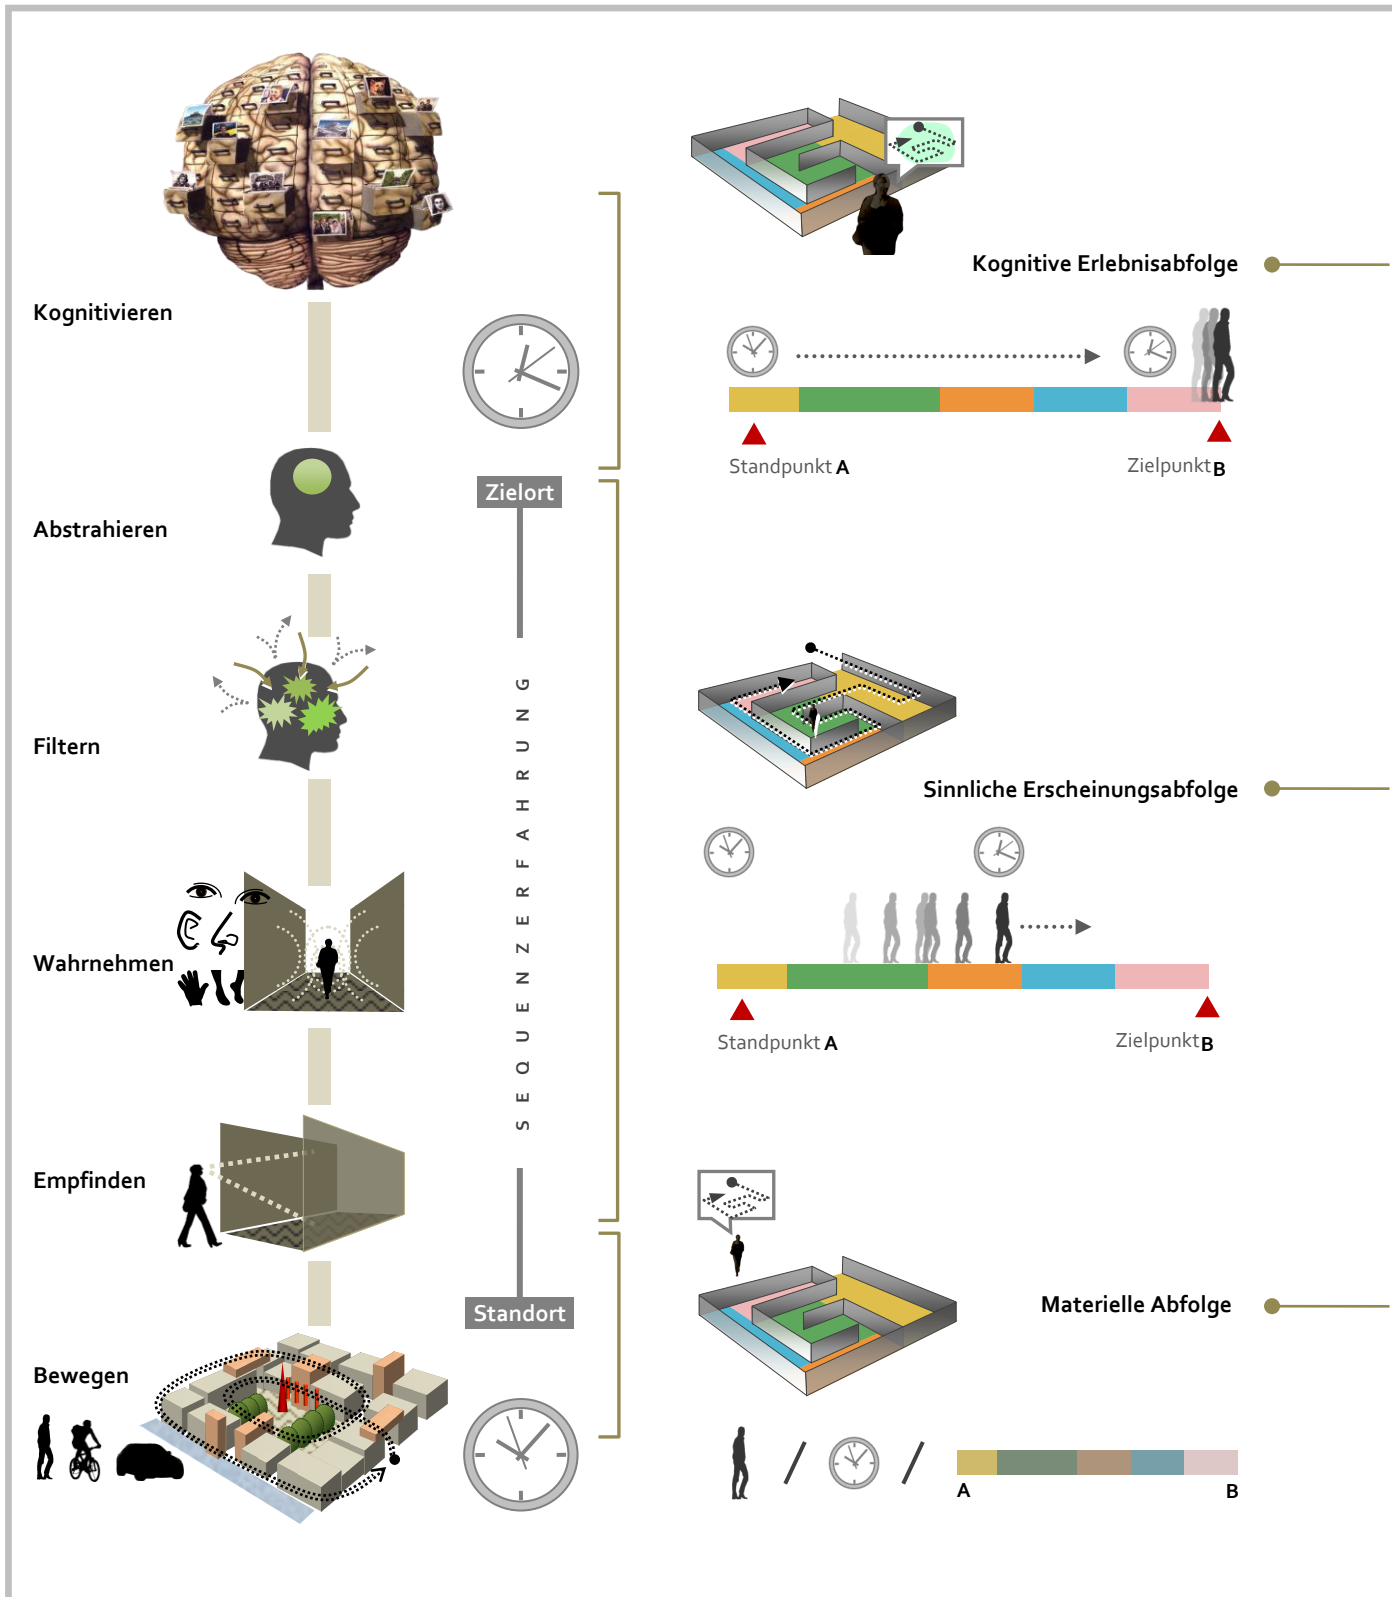 Kognitive Erlebnisabfolge
Kognitivieren
Standpunkt A
Zielpunkt B
Zielort
Abstrahieren
SEQUENZERFAHRUNG
Filtern
Sinnliche Erscheinungsabfolge
Wahrnehmen
Standpunkt A
Zielpunkt B
Empfinden
Standort
Materielle Abfolge
Bewegen
A
B